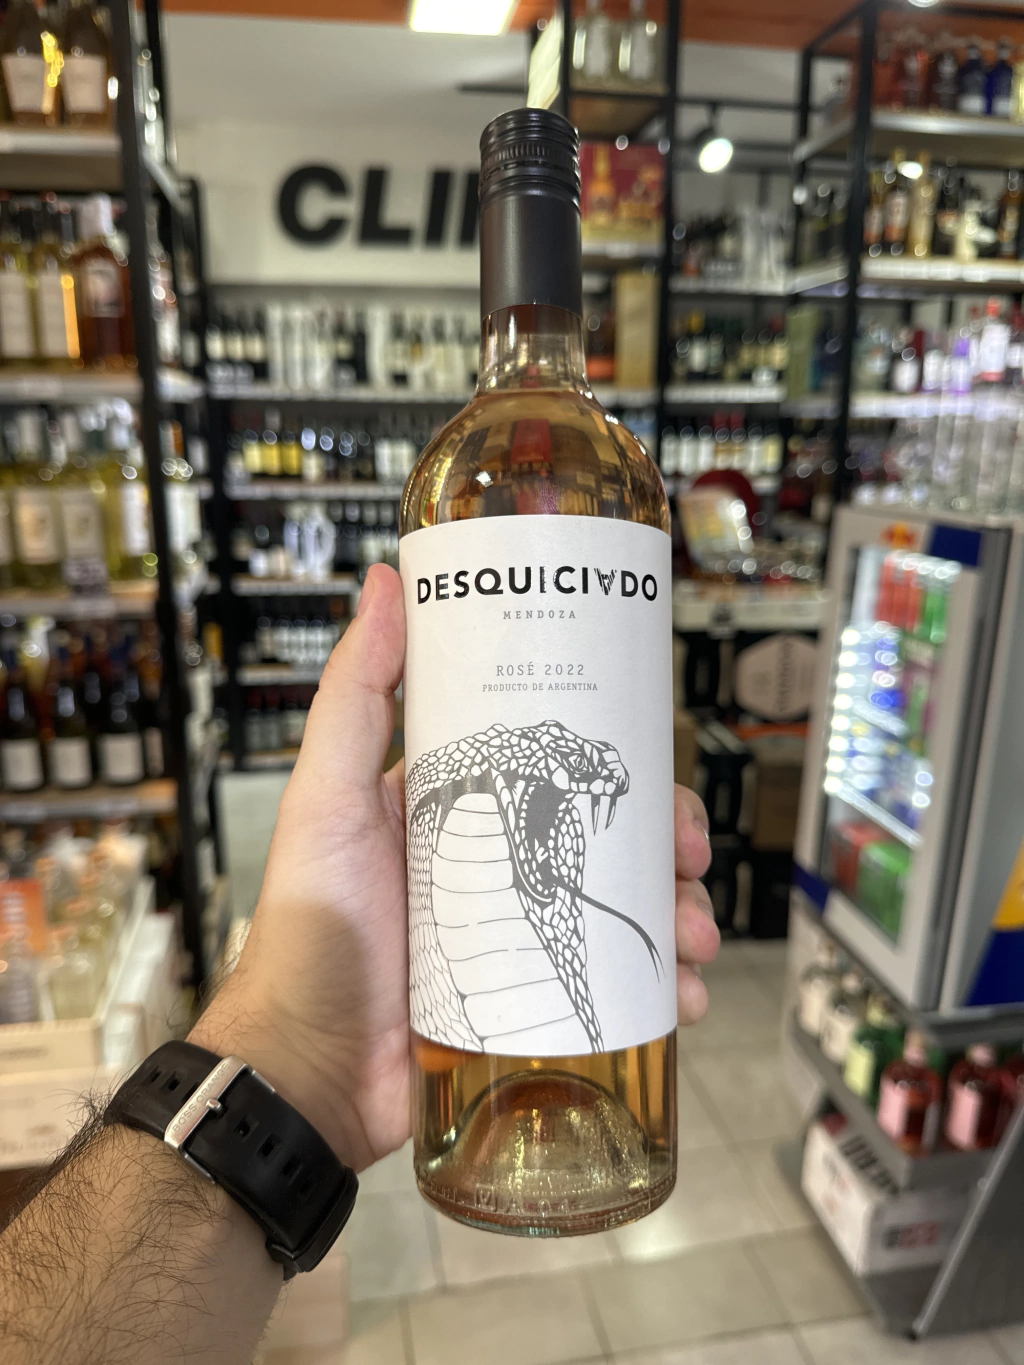 CLI
DESQUICIADO
MENDOZA
ROSÉ 2022
PRODUCTO DE ARGENTINA